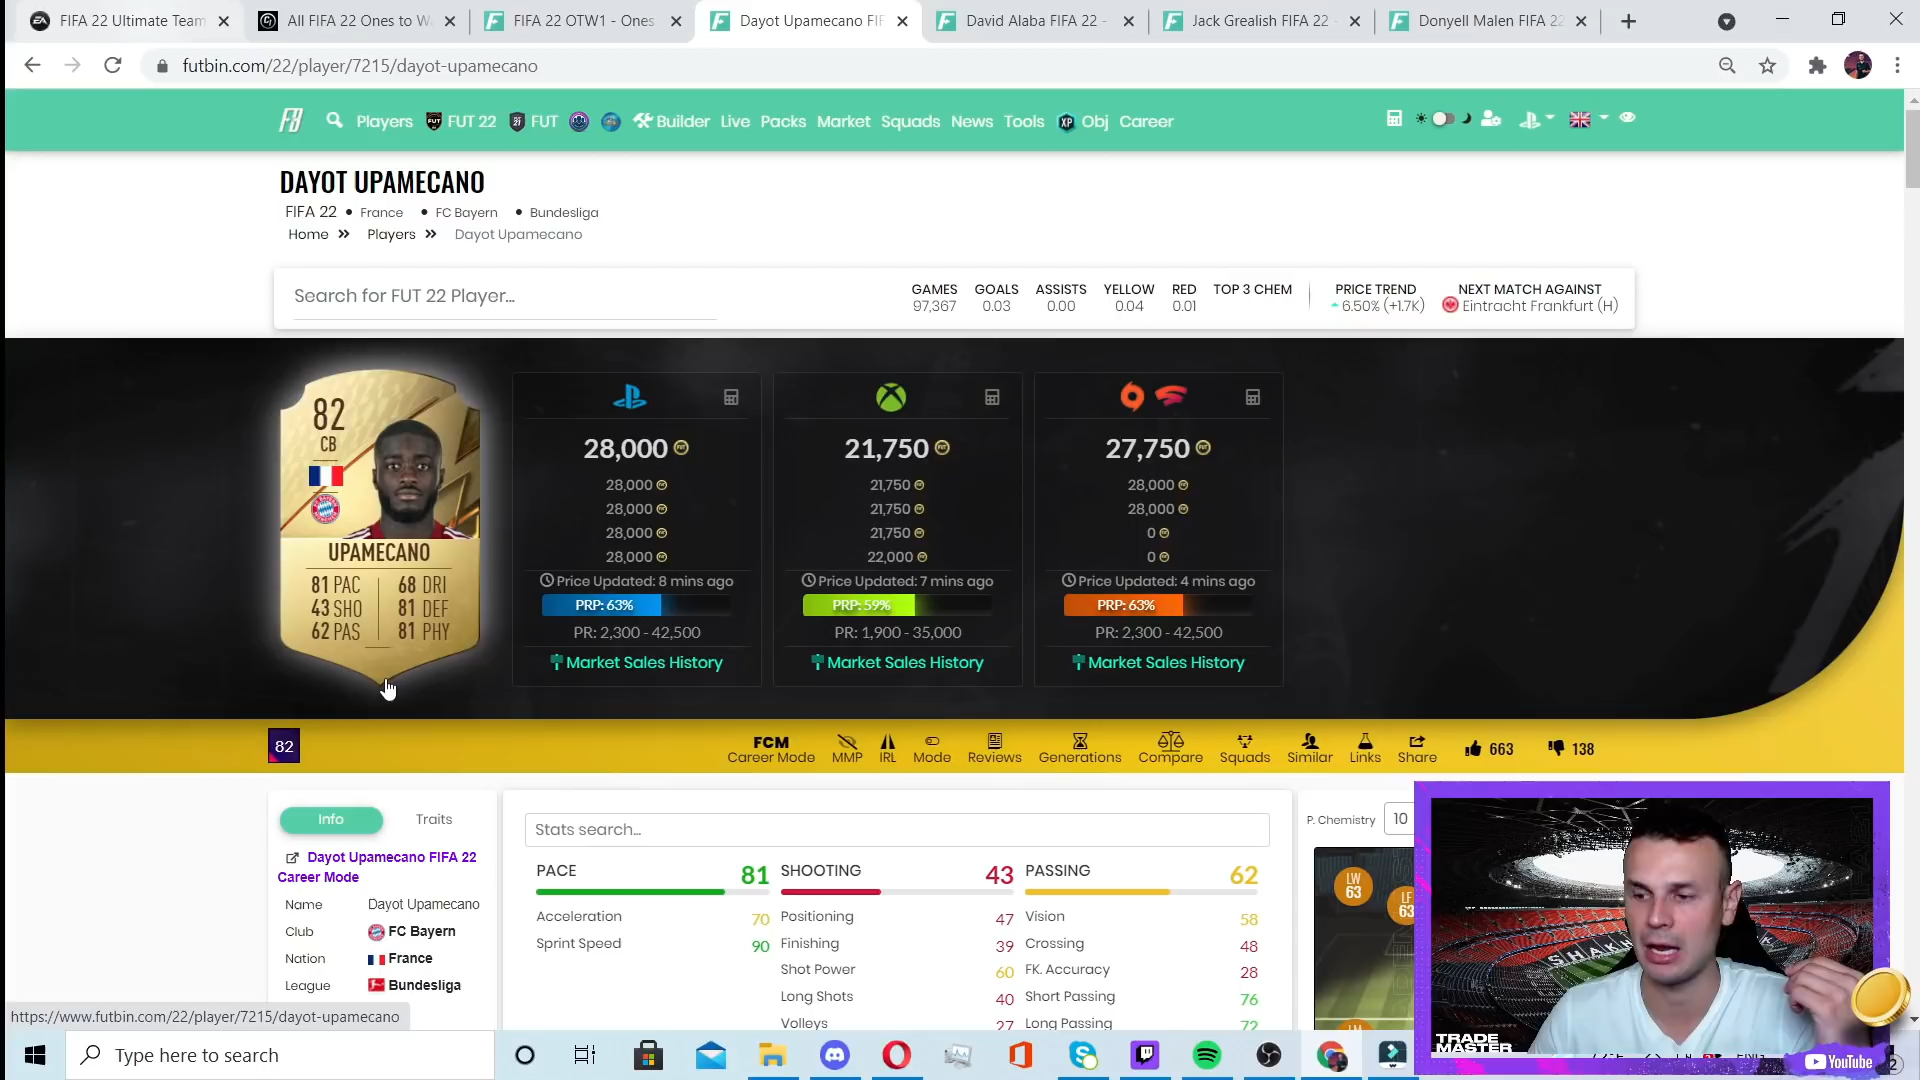 FIFA 22 Ultimate Team
All FIFA 22 Ones to W
FIFA 22 OTW1 - Ones
Dayot Upamecano FIF
David Alaba FIFA 22 -
Jack Grealish FIFA 22 -
Donyell Malen FIFA 22
futbin.com/22/player/7215/dayot-upamecano
Players FUT 22 FUT Builder Live Packs Market Squads News Tools Obj Career
DAYOT UPAMECANO
FIFA 22 • France • FC Bayern • Bundesliga
Home » Players » Dayot Upamecano
Search for FUT 22 Player...
GAMES GOALS ASSISTS YELLOW RED TOP 3 CHEM PRICE TREND NEXT MATCH AGAINST
97,367 0.03 0.00 0.04 0.01 6.50% (+1.7K) Eintracht Frankfurt (H)
82
CB
UPAMECANO
81 PAC 68 DRI
43 SHO 81 DEF
62 PAS 81 PHY
28,000
28,000
28,000
28,000
28,000
Price Updated: 8 mins ago
PRP: 63%
PR: 2,300 - 42,500
Market Sales History
21,750
21,750
21,750
21,750
22,000
Price Updated: 7 mins ago
PRP: 59%
PR: 1,900 - 35,000
Market Sales History
27,750
28,000
28,000
0
0
Price Updated: 4 mins ago
PRP: 63%
PR: 2,300 - 42,500
Market Sales History
82
FCM
Career Mode MMP IRL Mode Reviews Generations Compare Squads Similar Links Share 663 138
Info Traits
Dayot Upamecano FIFA 22
Career Mode
Name Dayot Upamecano
Club FC Bayern
Nation France
League Bundesliga
Stats search...
PACE 81
Acceleration 70
Sprint Speed 90
SHOOTING 43
Positioning 47
Finishing 39
Shot Power 60
Long Shots 40
Volleys 27
PASSING 62
Vision 58
Crossing 48
FK. Accuracy 28
Short Passing 76
Long Passing 72
P. Chemistry 10
LW
63
LF
63
LM
SHAKH
TRADE
MASTER
YouTube
https://www.futbin.com/22/player/7215/dayot-upamecano
Type here to search